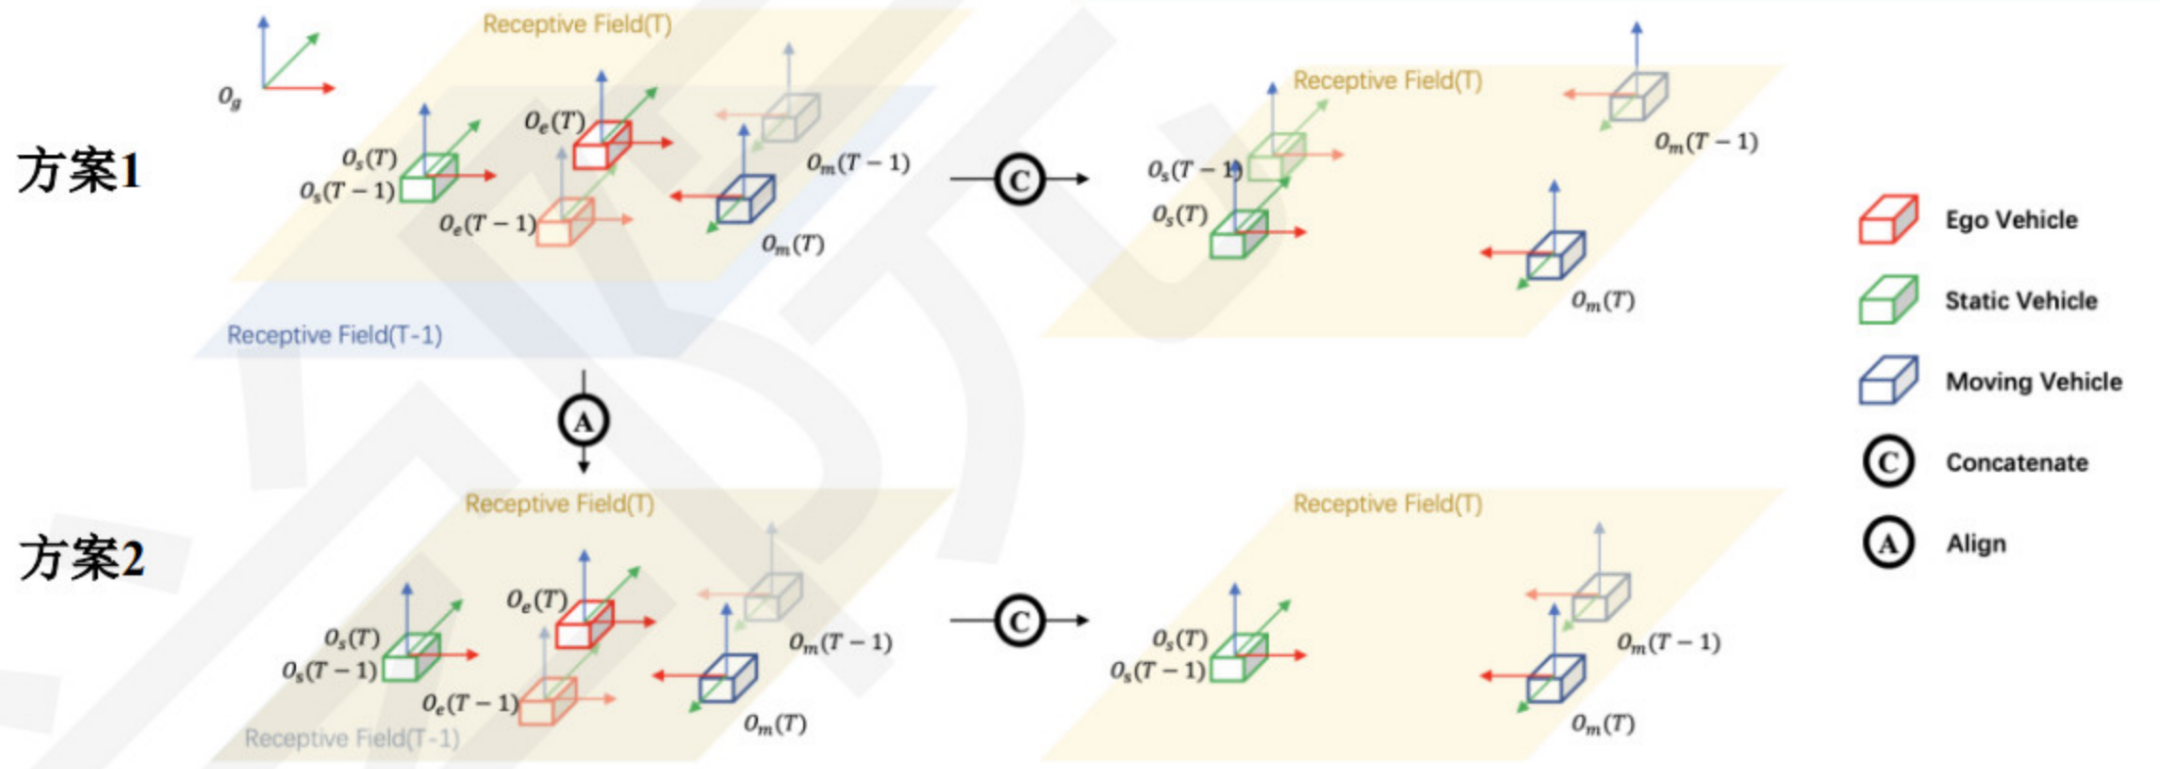 方案1
O_g
Receptive Field(T)
O_s(T)
O_s(T − 1)
O_e(T)
O_e(T − 1)
O_m(T − 1)
O_m(T)
Receptive Field(T-1)
C
Receptive Field(T)
O_s(T − 1)
O_s(T)
O_m(T − 1)
O_m(T)
A
方案2
Receptive Field(T)
O_s(T)
O_s(T − 1)
O_e(T)
O_e(T − 1)
O_m(T − 1)
O_m(T)
Receptive Field(T-1)
C
Receptive Field(T)
O_s(T)
O_s(T − 1)
O_m(T − 1)
O_m(T)
Ego Vehicle
Static Vehicle
Moving Vehicle
C Concatenate
A Align